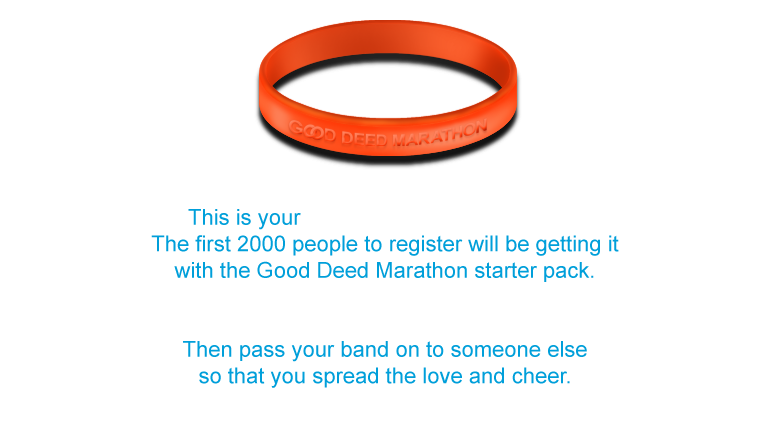 GOOD DEED MARATHON
This is your
The first 2000 people to register will be getting it
with the Good Deed Marathon starter pack.
Then pass your band on to someone else
so that you spread the love and cheer.